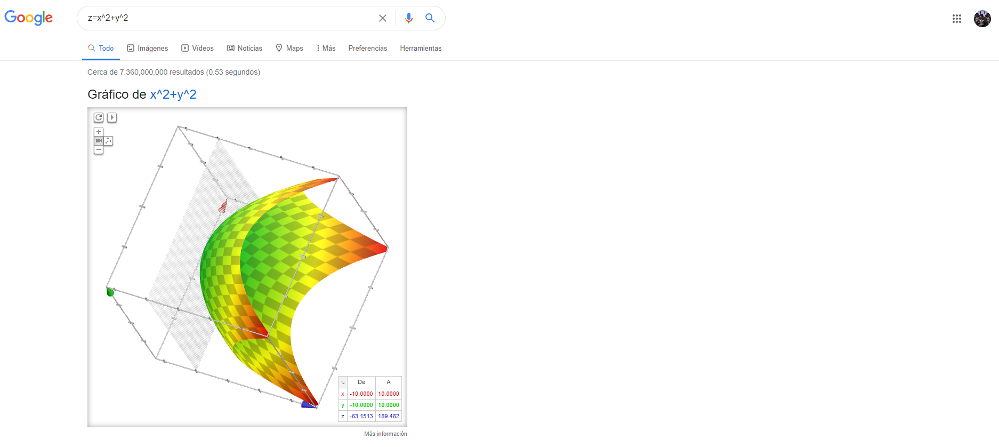 Google
z=x^2+y^2
Todo Imágenes Vídeos Noticias Maps Más Preferencias Herramientas
Cerca de 7,360,000,000 resultados (0.53 segundos)
Gráfico de x^2+y^2
De A
x -10.0000 10.0000
y -10.0000 10.0000
z -63.1513 189.482
Más información